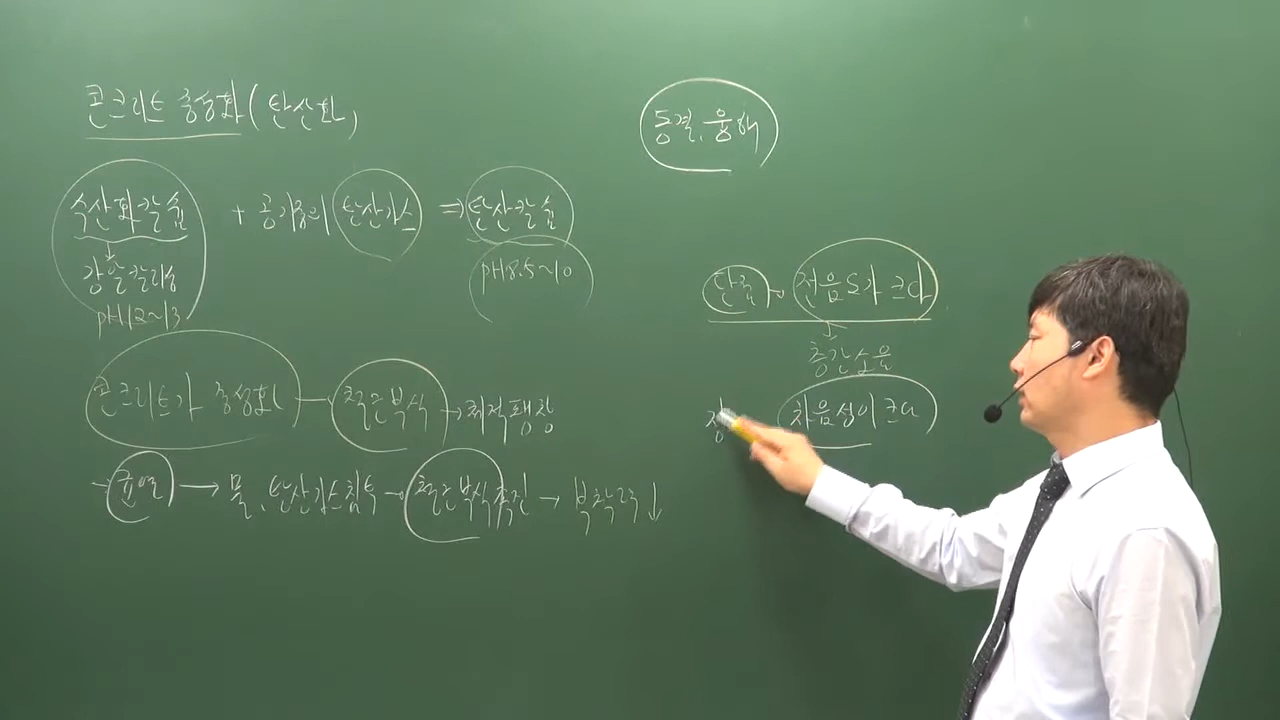 콘크리트 중성화(탄산화)
수산화칼슘 + 공기중의 탄산가스 ⇒ 탄산칼슘
↓
강알칼리성
pH12~13
pH8.5~10
콘크리트가 중성화 — 철근부식 → 체적팽창
→ 균열 → 물, 탄산가스침투 → 철근부식촉진 → 부착력↓
동결, 융해
단점 → 전음도가 크다
↓
층간소음
장 차음성이 크다